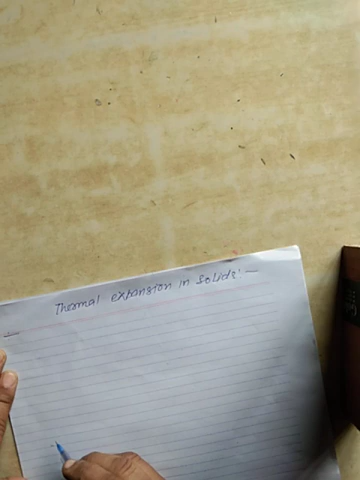 Thermal expansion in solids:—